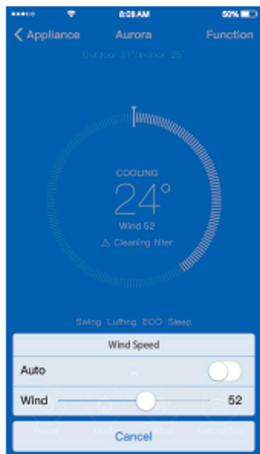 8:08 AM 50%
Appliance Aurora Function
Outdoor 31°/Indoor 25°
COOLING
24°
Wind 52
Cleaning filter
Swing Luffing ECO Sleep
Wind Speed
Auto
Wind 52
Cancel